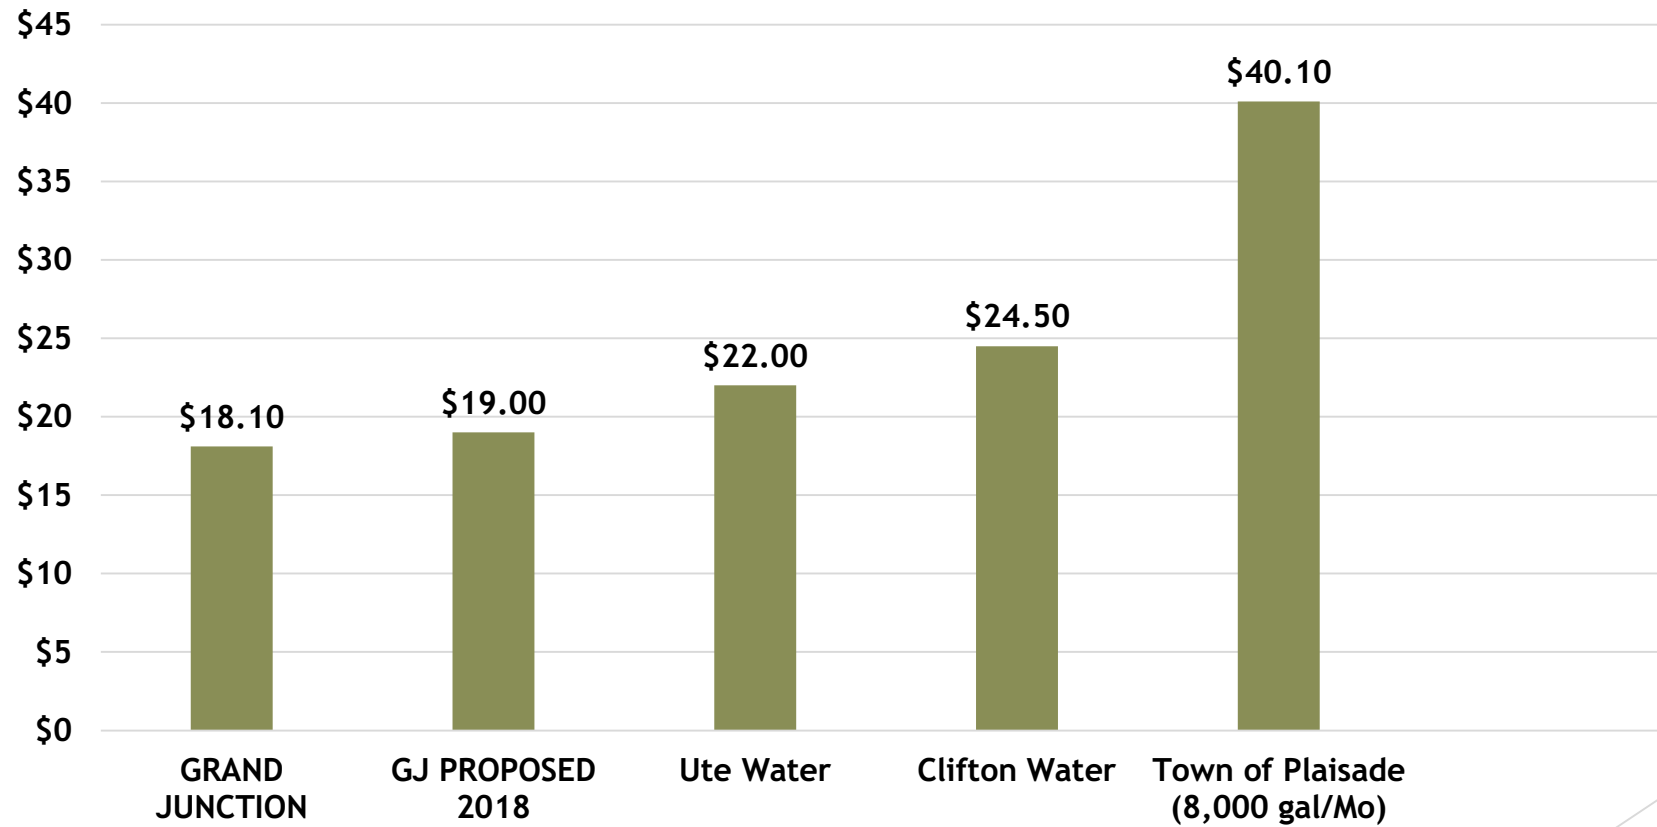 $45
$40
$35
$30
$25
$20
$15
$10
$5
$0
$18.10
$19.00
$22.00
$24.50
$40.10
GRAND
JUNCTION
GJ PROPOSED
2018
Ute Water
Clifton Water
Town of Plaisade
(8,000 gal/Mo)